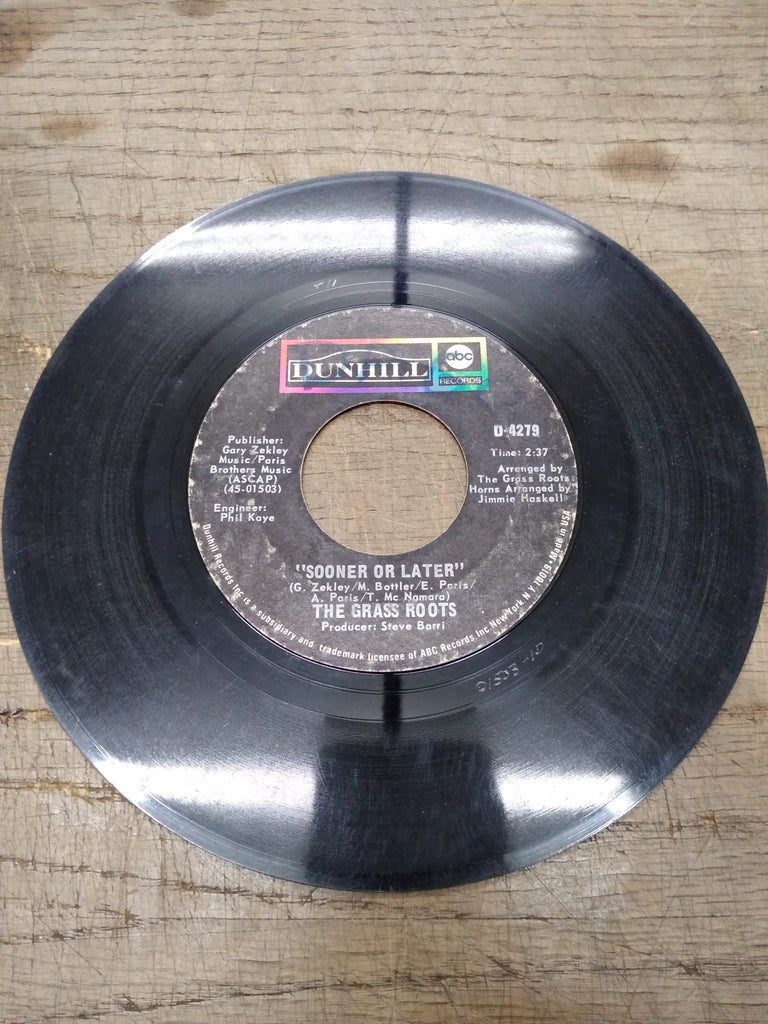 DUNHILL
abc
RECORDS
D-4279
Time: 2:37
Arranged by
The Grass Roots
Horns Arranged by
Jimmie Haskell
Publisher:
Gary Zekley
Music/Paris
Brothers Music
(ASCAP)
(45-01503)
Engineer:
Phil Kaye
"SOONER OR LATER"
(G. Zekley/M. Bottler/E. Paris/
A. Paris/T. Mc Namara)
THE GRASS ROOTS
Producer: Steve Barri
Dunhill Records Inc is a subsidiary and trademark licensee of ABC Records Inc New York N Y 10019 • Made in USA